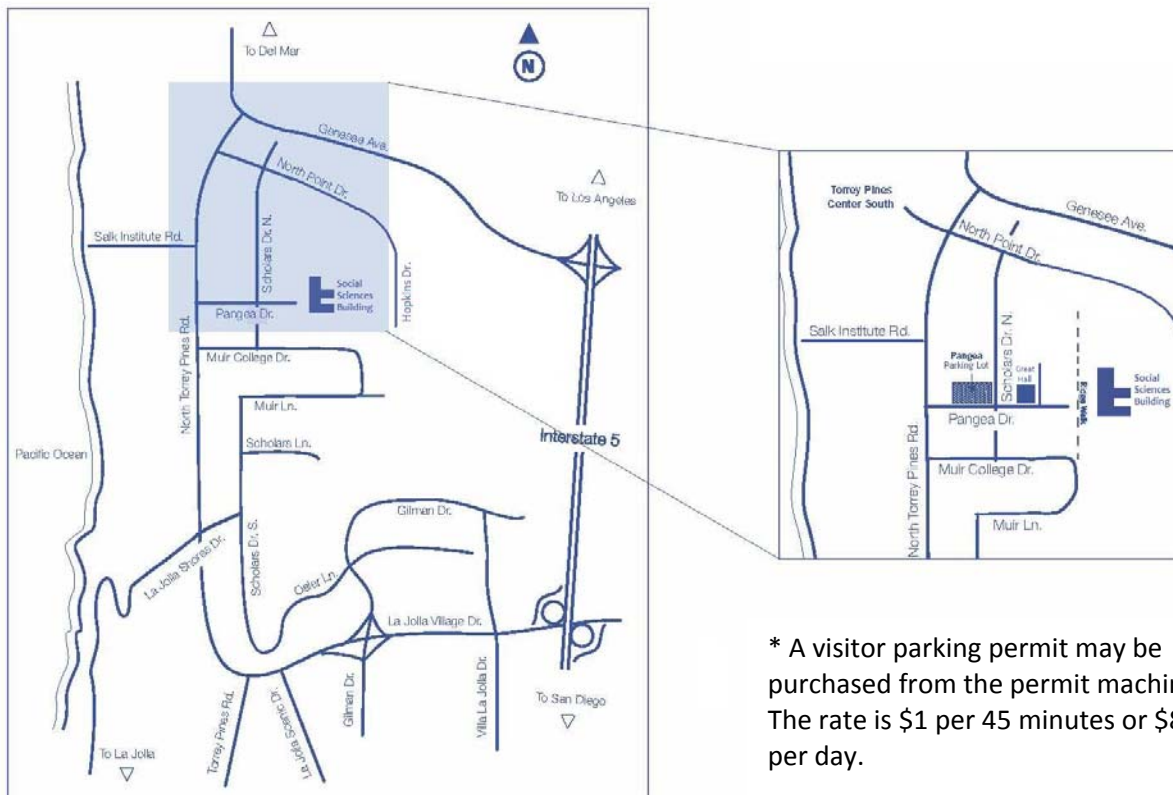 To Del Mar
N
Genesee Ave.
North Point Dr.
To Los Angeles
Salk Institute Rd.
Scholars Dr. N.
Social
Sciences
Building
Hopkins Dr.
Pangea Dr.
North Torrey Pines Rd.
Muir College Dr.
Muir Ln.
Scholars Ln.
Interstate 5
Pacific Ocean
Gilman Dr.
La Jolla Shores Dr.
Scholars Dr. S.
Osler Ln.
La Jolla Village Dr.
Torrey Pines Rd.
La Jolla Scenic Dr.
Gilman Dr.
Villa La Jolla Dr.
To San Diego
To La Jolla
Torrey Pines
Center South
Genesee Ave.
North Point Dr.
Salk Institute Rd.
Scholars Dr. N.
Pangea
Parking Lot
Great
Hall
Ridge Walk
Social
Sciences
Building
Pangea Dr.
North Torrey Pines Rd.
Muir College Dr.
Muir Ln.
* A visitor parking permit may be
purchased from the permit
The rate is $1 per 45 minutes or
per day.